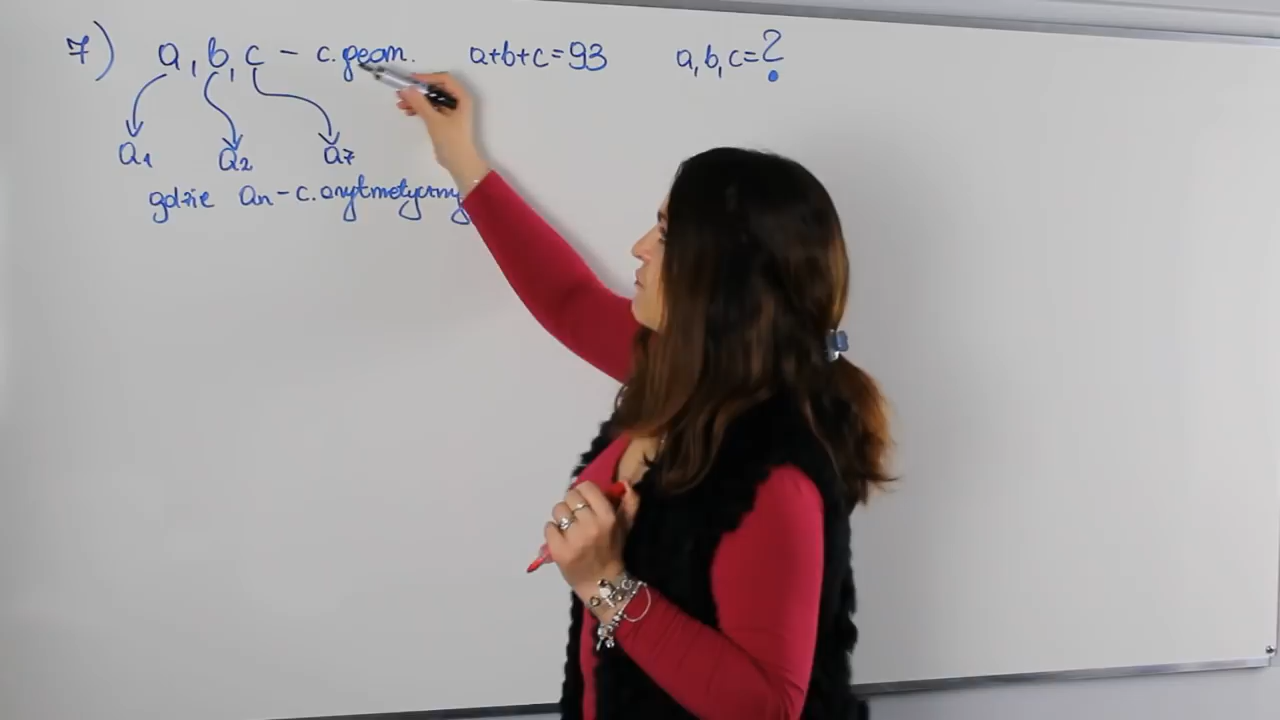 7) a, b, c - c. geom. a+b+c=93 a,b,c=?
a1 a2 a7
gdzie an - c. arytmetyczny